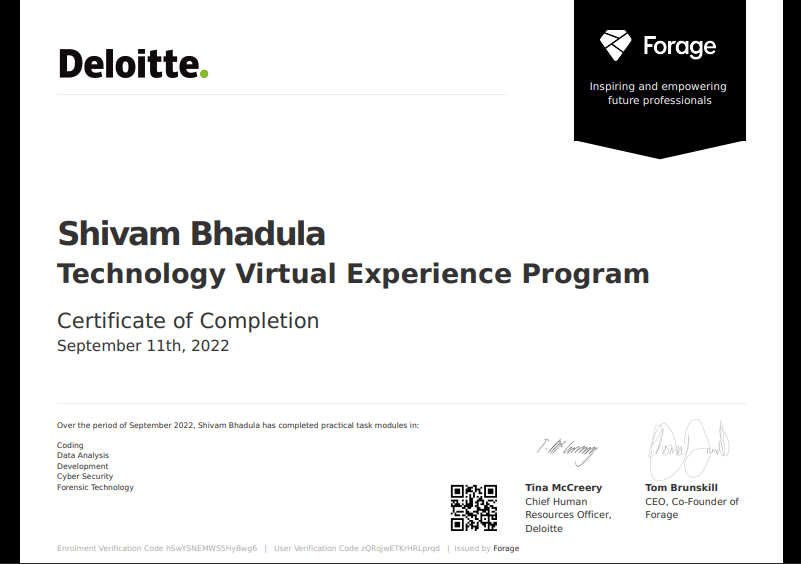 Deloitte.
Forage
Inspiring and empowering
future professionals
Shivam Bhadula
Technology Virtual Experience Program
Certificate of Completion
September 11th, 2022
Over the period of September 2022, Shivam Bhadula has completed practical task modules in:
Coding
Data Analysis
Development
Cyber Security
Forensic Technology
Tina McCreery
Chief Human
Resources Officer,
Deloitte
Tom Brunskill
CEO, Co-Founder of
Forage
Enrolment Verification Code hSwYSNEMWS5HyBwg6 | User Verification Code zQRqjwETKrHRLprqd | Issued by Forage